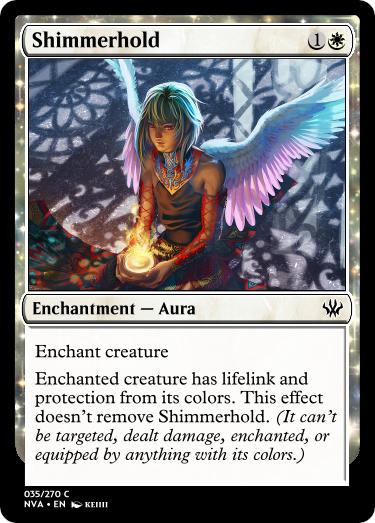 Shimmerhold 1
Enchantment — Aura
Enchant creature
Enchanted creature has lifelink and
protection from its colors. This effect
doesn't remove Shimmerhold. (It can't
be targeted, dealt damage, enchanted, or
equipped by anything with its colors.)
035/270 C
NVA • EN KEIIII